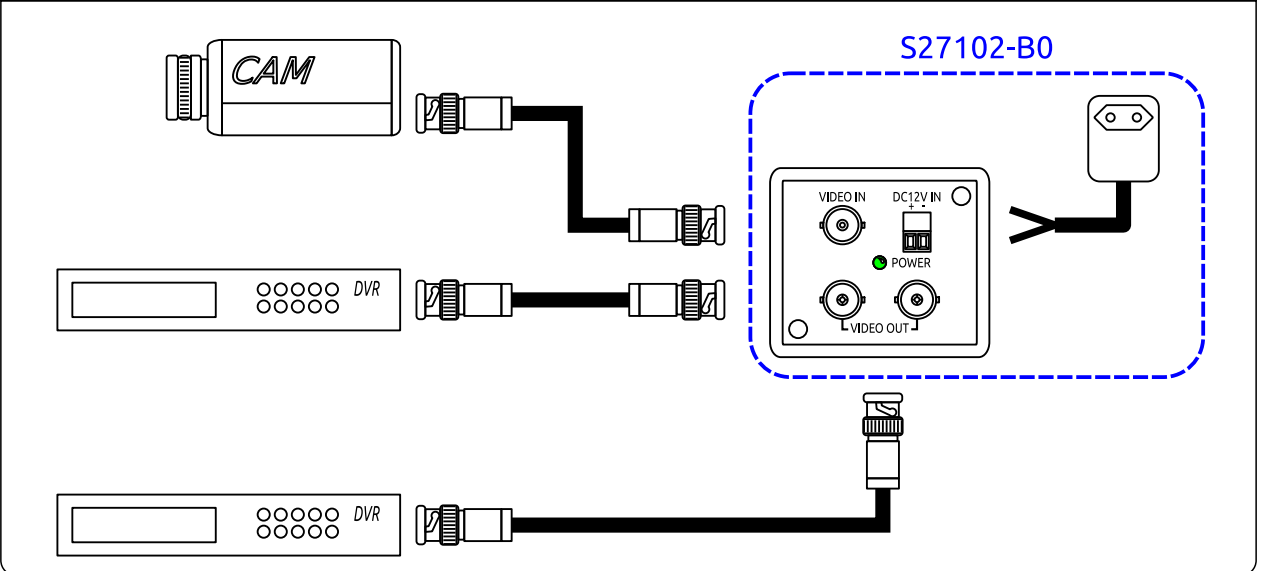 S27102-B0
CAM
VIDEO IN
DC12V IN
+ -
POWER
DVR
VIDEO OUT
DVR